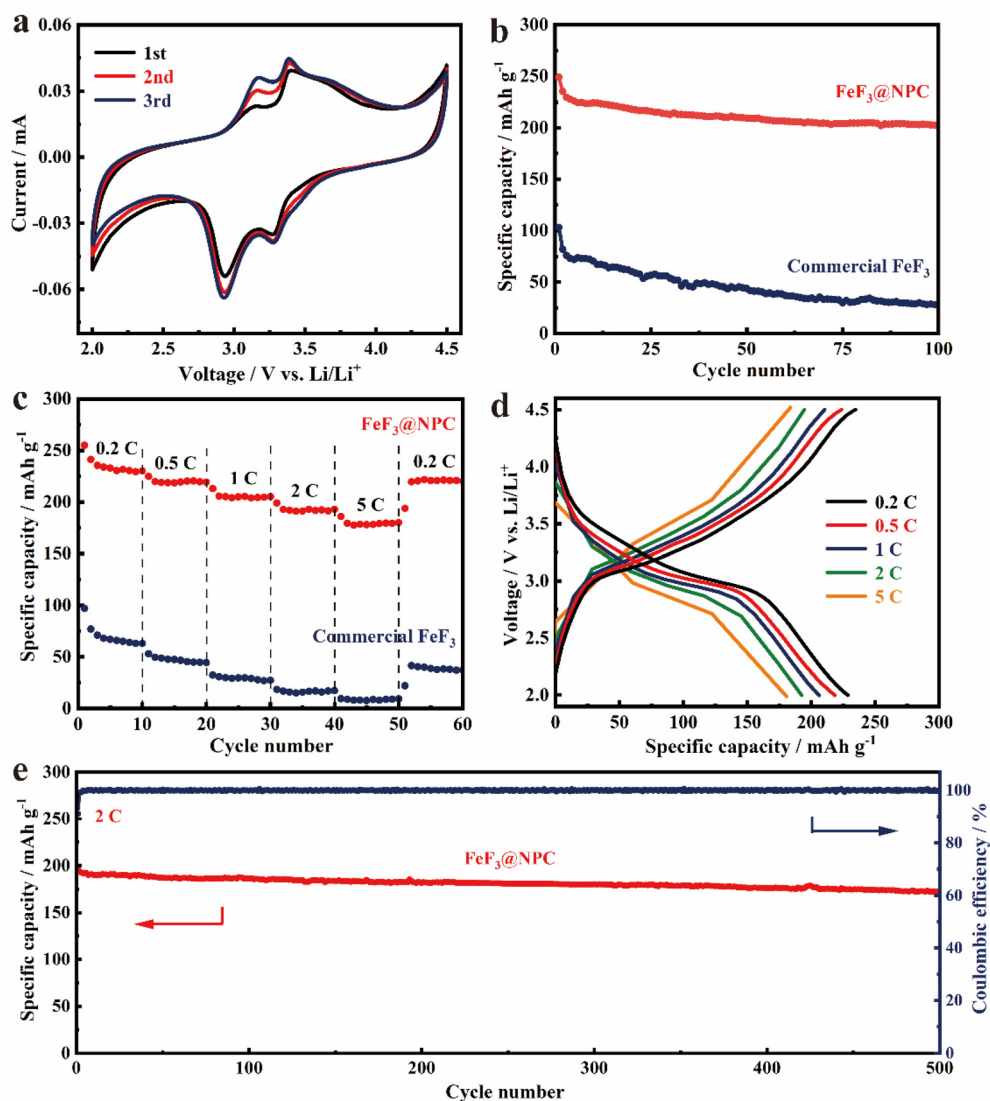 a
0.06
0.03
0.00
-0.03
-0.06
Current / mA
1st
2nd
3rd
2.0 2.5 3.0 3.5 4.0 4.5
Voltage / V vs. Li/Li⁺
b
300
250
200
150
100
50
0
Specific capacity / mAh g⁻¹
FeF₃@NPC
Commercial FeF₃
0 25 50 75 100
Cycle number
c
300
250
200
150
100
50
0
Specific capacity / mAh g⁻¹
FeF₃@NPC
0.2 C 0.5 C 1 C 2 C 5 C 0.2 C
Commercial FeF₃
0 10 20 30 40 50 60
Cycle number
d
4.5
4.0
3.5
3.0
2.5
2.0
Voltage / V vs. Li/Li⁺
0.2 C
0.5 C
1 C
2 C
5 C
0 50 100 150 200 250 300
Specific capacity / mAh g⁻¹
e
300
250
200
150
100
50
0
Specific capacity / mAh g⁻¹
2 C
FeF₃@NPC
100
80
60
40
20
0
Coulombic efficiency / %
0 100 200 300 400 500
Cycle number